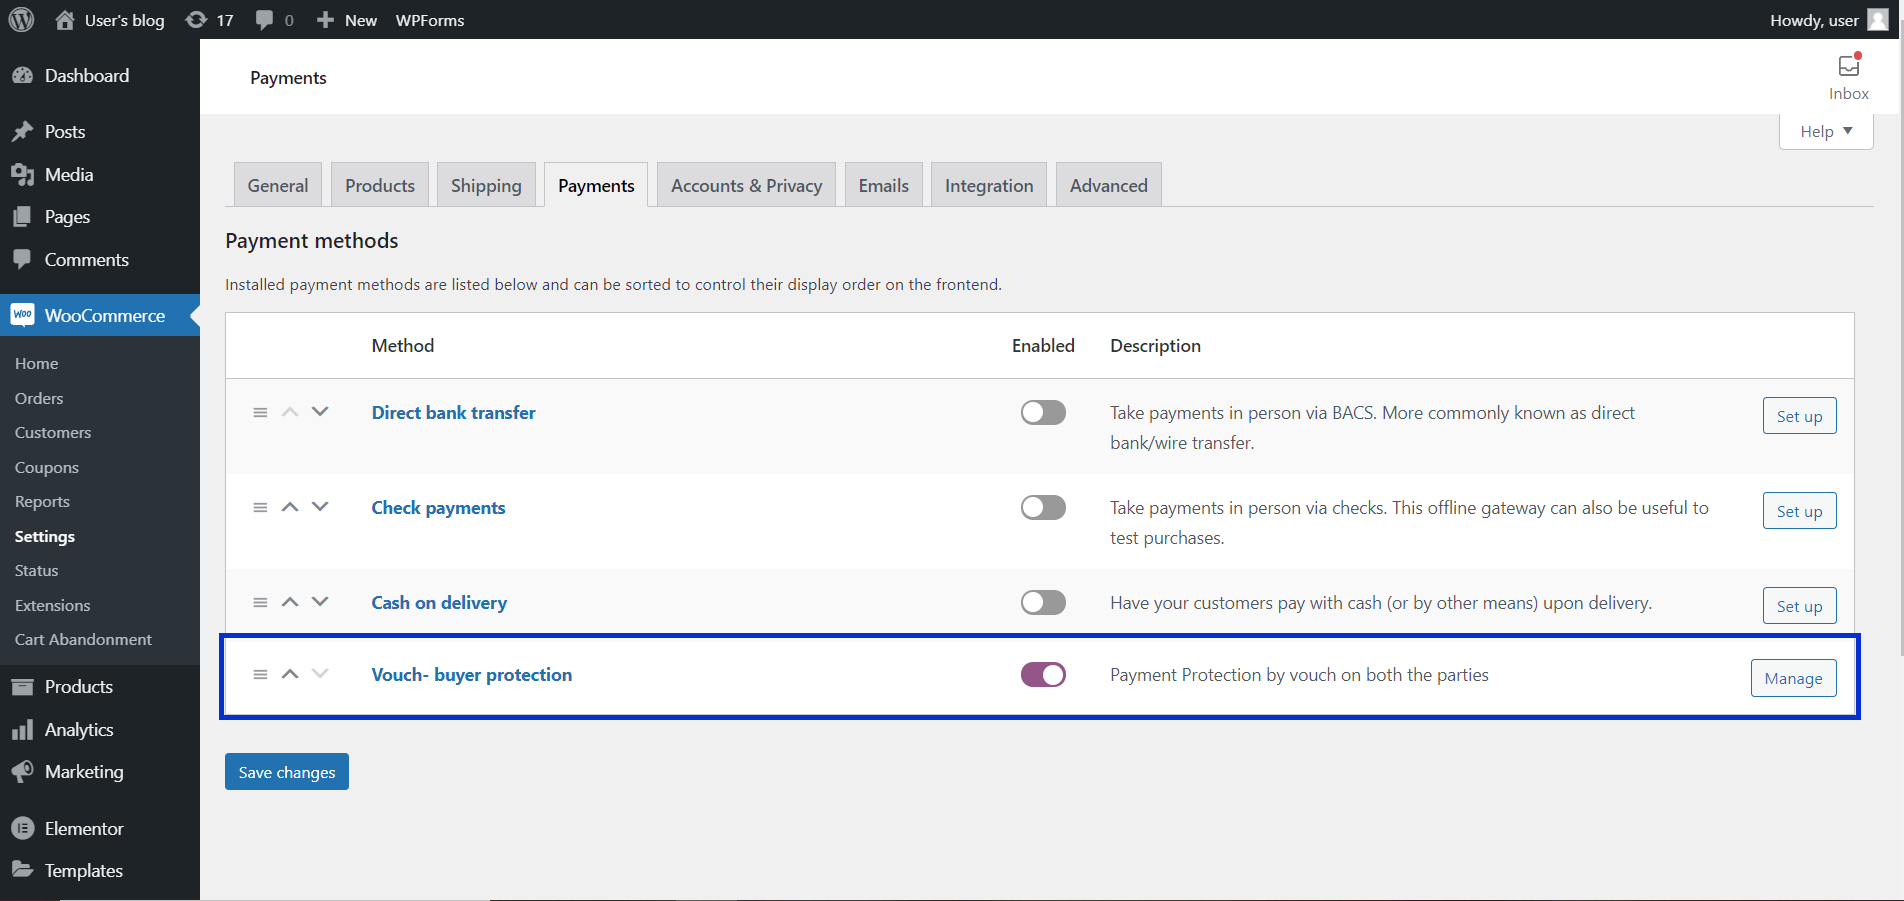 User's blog 17 0 New WPForms Howdy, user
Dashboard
Posts
Media
Pages
Comments
Woo WooCommerce
Home
Orders
Customers
Coupons
Reports
Settings
Status
Extensions
Cart Abandonment
Products
Analytics
Marketing
Elementor
Templates
Payments
Inbox
Help
General Products Shipping Payments Accounts & Privacy Emails Integration Advanced
Payment methods
Installed payment methods are listed below and can be sorted to control their display order on the frontend.
Method Enabled Description
Direct bank transfer Take payments in person via BACS. More commonly known as direct Set up
bank/wire transfer.
Check payments Take payments in person via checks. This offline gateway can also be useful to Set up
test purchases.
Cash on delivery Have your customers pay with cash (or by other means) upon delivery. Set up
Vouch- buyer protection Payment Protection by vouch on both the parties Manage
Save changes